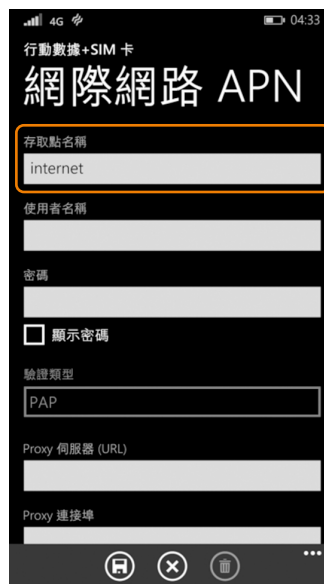 4G 04:33
行動數據+SIM 卡
網際網路 APN
存取點名稱
internet
使用者名稱
密碼
顯示密碼
驗證類型
PAP
Proxy 伺服器 (URL)
Proxy 連接埠